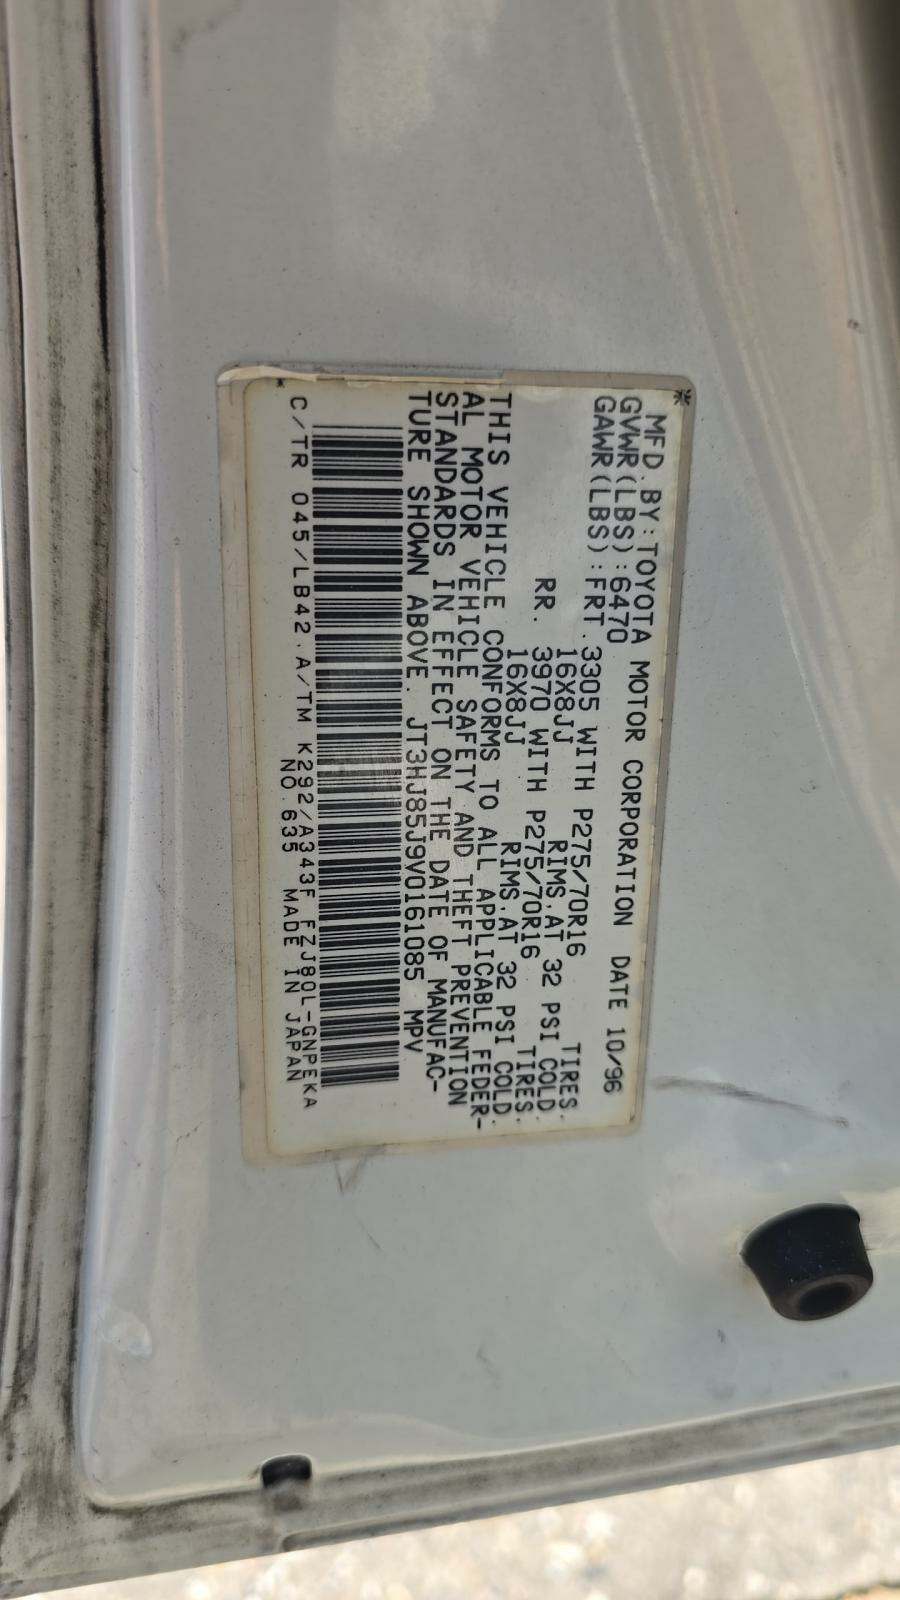 MFD.BY:TOYOTA MOTOR CORPORATION DATE 10/96
GVWR(LBS):6470
GAWR(LBS):FRT.3305 WITH P275/70R16 TIRES.
16X8JJ RIMS,AT 32 PSI COLD.
RR. 3970 WITH P275/70R16 TIRES.
16X8JJ RIMS,AT 32 PSI COLD.
THIS VEHICLE CONFORMS TO ALL APPLICABLE FEDER-
AL MOTOR VEHICLE SAFETY AND THEFT PREVENTION
STANDARDS IN EFFECT ON THE DATE OF MANUFAC-
TURE SHOWN ABOVE. JT3HJ85J9V0161085 MPV
C/TR 045/LB42.A/TM K292/A343F FZJ80L-GNPEKA
NO.635 MADE IN JAPAN